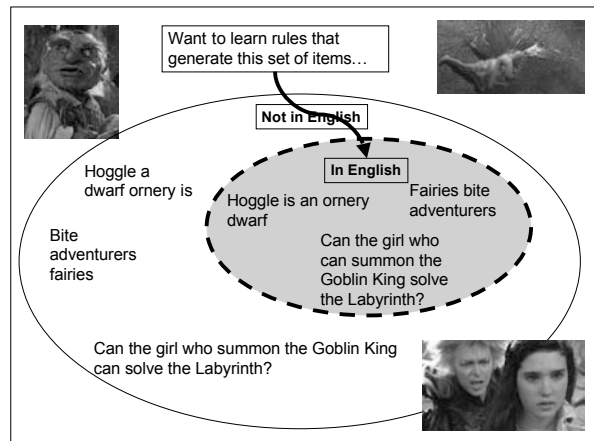 Want to learn rules that
generate this set of items…
Not in English
In English
Hoggle a
dwarf ornery is
Hoggle is an ornery
dwarf
Fairies bite
adventurers
Bite
adventurers
fairies
Can the girl who
can summon the
Goblin King solve
the Labyrinth?
Can the girl who summon the Goblin King
can solve the Labyrinth?